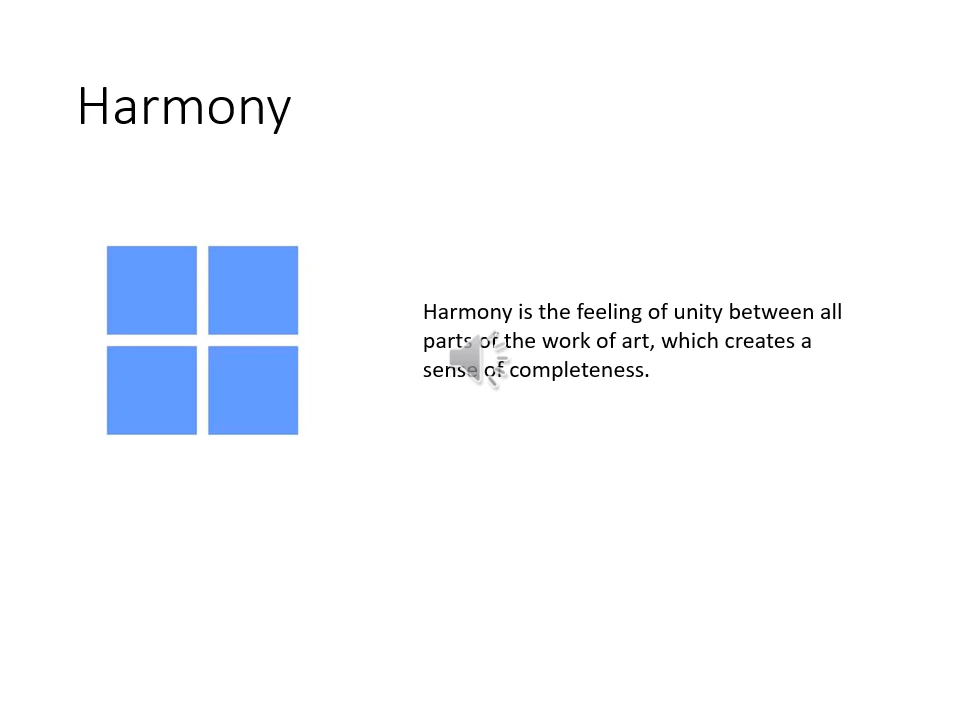 Harmony
Harmony is the feeling of unity between all
parts of the work of art, which creates a
sense of completeness.